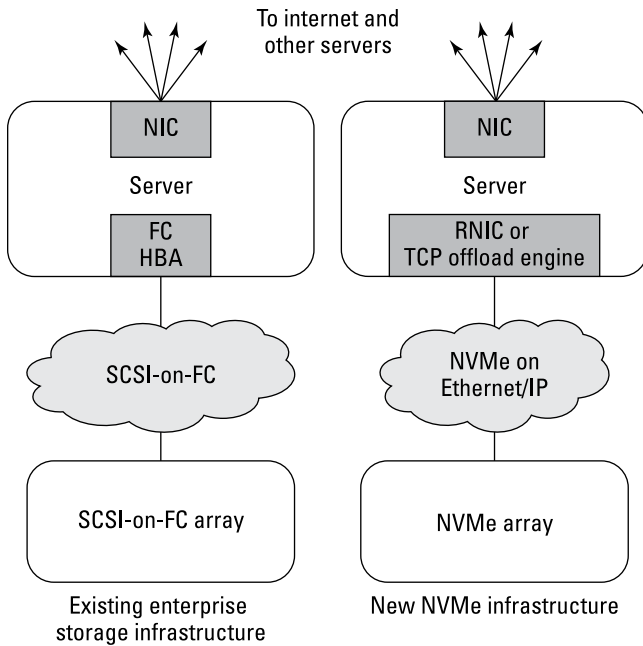 To internet and
other servers
NIC
Server
FC
HBA
SCSI-on-FC
SCSI-on-FC array
Existing enterprise
storage infrastructure
NIC
Server
RNIC or
TCP offload engine
NVMe on
Ethernet/IP
NVMe array
New NVMe infrastructure